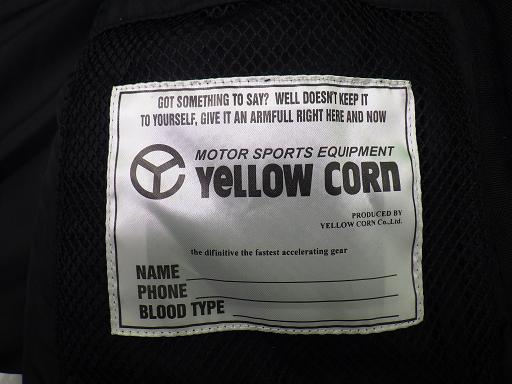 GOT SOMETHING TO SAY? WELL DOESN'T KEEP IT
TO YOURSELF, GIVE IT AN ARMFULL RIGHT HERE AND NOW
MOTOR SPORTS EQUIPMENT
YeLLOW CORn
PRODUCED BY
YELLOW CORN Co.,Ltd.
the difinitive the fastest accelerating gear
NAME
PHONE
BLOOD TYPE